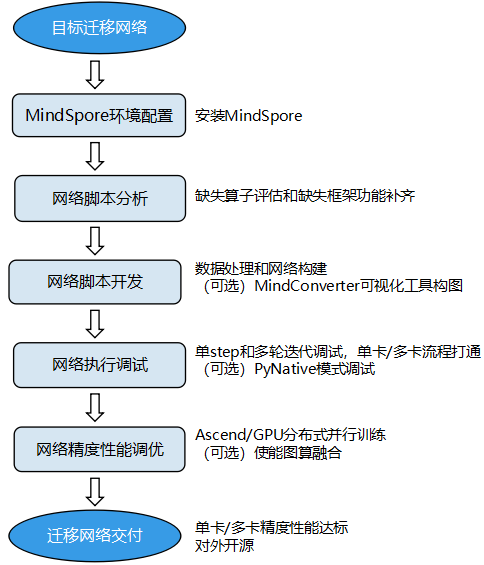 目标迁移网络
MindSpore环境配置
安装MindSpore
网络脚本分析
缺失算子评估和缺失框架功能补齐
网络脚本开发
数据处理和网络构建
（可选）MindConverter可视化工具构图
网络执行调试
单step和多轮迭代调试，单卡/多卡流程打通
（可选）PyNative模式调试
网络精度性能调优
Ascend/GPU分布式并行训练
（可选）使能图算融合
迁移网络交付
单卡/多卡精度性能达标
对外开源